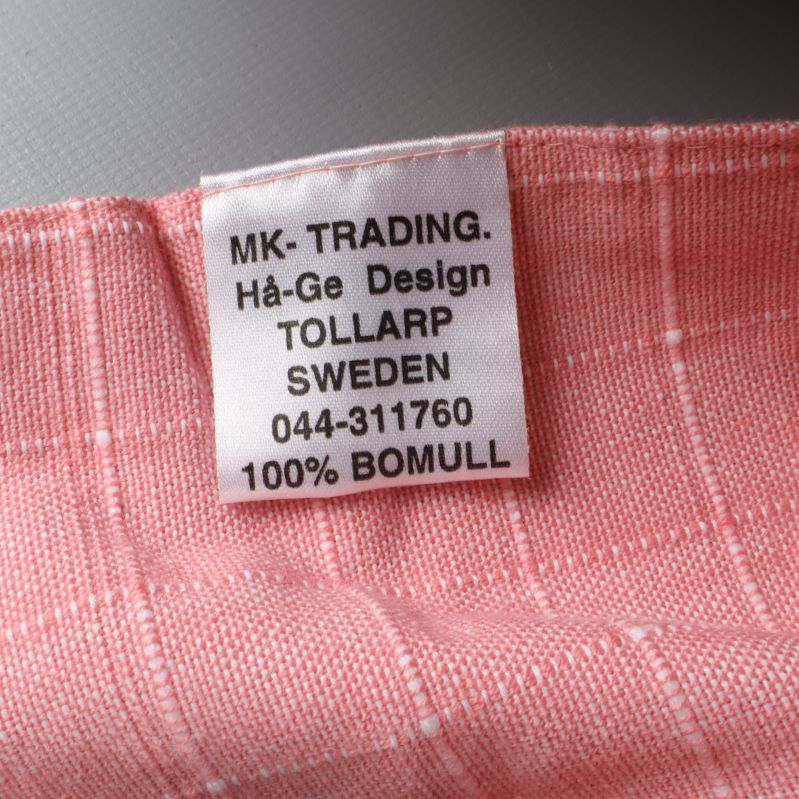 MK- TRADING.
Hå-Ge Design
TOLLARP
SWEDEN
044-311760
100% BOMULL